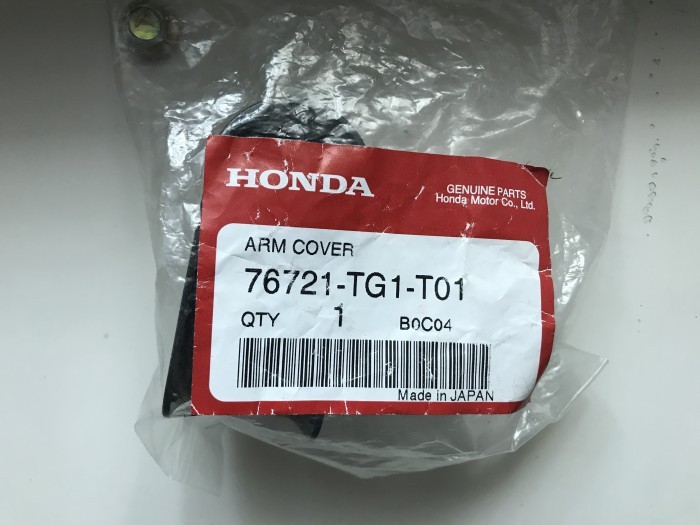 HONDA
GENUINE PARTS
Honda Motor Co., Ltd.
ARM COVER
76721-TG1-T01
QTY 1 B0C04
Made in JAPAN